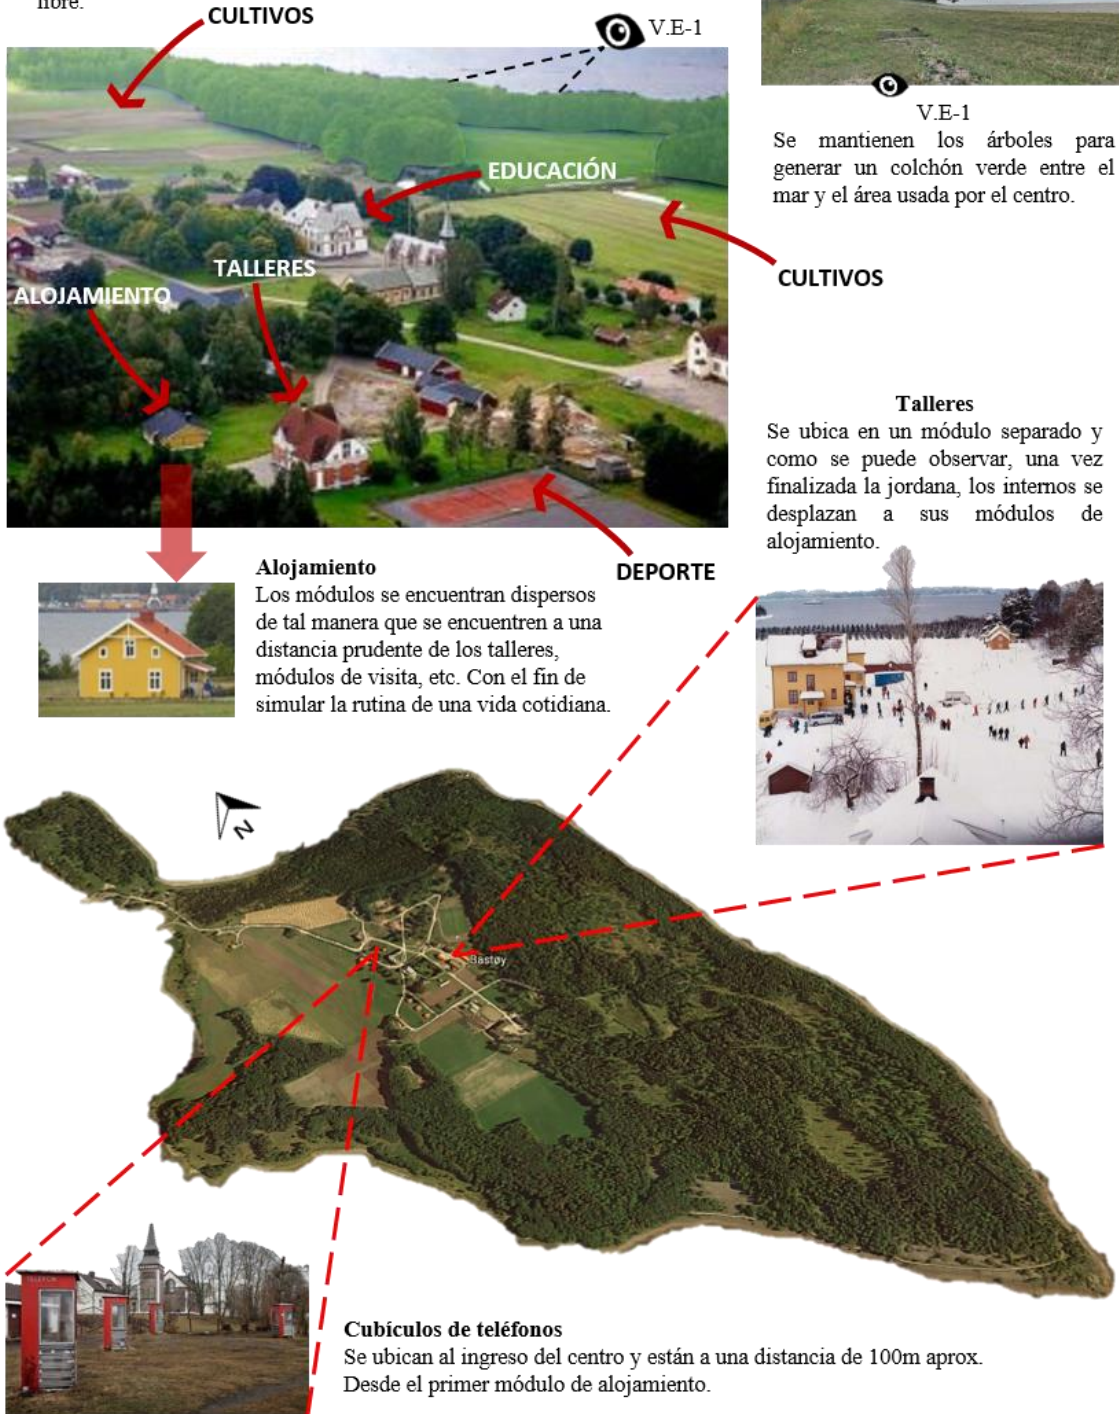 libre.
CULTIVOS
V.E-1
V.E-1
Se mantienen los árboles para
generar un colchón verde entre el
mar y el área usada por el centro.
EDUCACIÓN
TALLERES
ALOJAMIENTO
CULTIVOS
Talleres
Se ubica en un módulo separado y
como se puede observar, una vez
finalizada la jordana, los internos se
desplazan a sus módulos de
alojamiento.
DEPORTE
Alojamiento
Los módulos se encuentran dispersos
de tal manera que se encuentren a una
distancia prudente de los talleres,
módulos de visita, etc. Con el fin de
simular la rutina de una vida cotidiana.
N
Bastøy
TELEFON
Cubículos de teléfonos
Se ubican al ingreso del centro y están a una distancia de 100m aprox.
Desde el primer módulo de alojamiento.